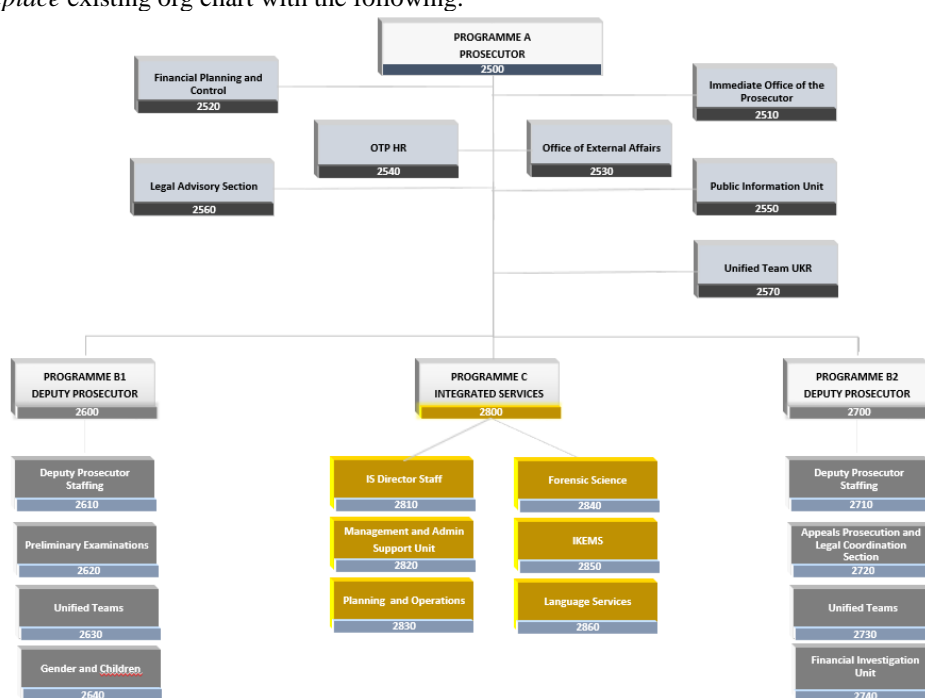 place existing org chart with the following:
PROGRAMME A
PROSECUTOR
2500
Financial Planning and
Control
2520
Immediate Office of the
Prosecutor
2510
OTP HR
2540
Office of External Affairs
2530
Legal Advisory Section
2560
Public Information Unit
2550
Unified Team UKR
2570
PROGRAMME B1
DEPUTY PROSECUTOR
2600
PROGRAMME C
INTEGRATED SERVICES
2800
PROGRAMME B2
DEPUTY PROSECUTOR
2700
Deputy Prosecutor
Staffing
2610
Preliminary Examinations
2620
Unified Teams
2630
Gender and Children
2640
IS Director Staff
2810
Management and Admin
Support Unit
2820
Planning and Operations
2830
Forensic Science
2840
IKEMS
2850
Language Services
2860
Deputy Prosecutor
Staffing
2710
Appeals Prosecution and
Legal Coordination
Section
2720
Unified Teams
2730
Financial Investigation
Unit
2740